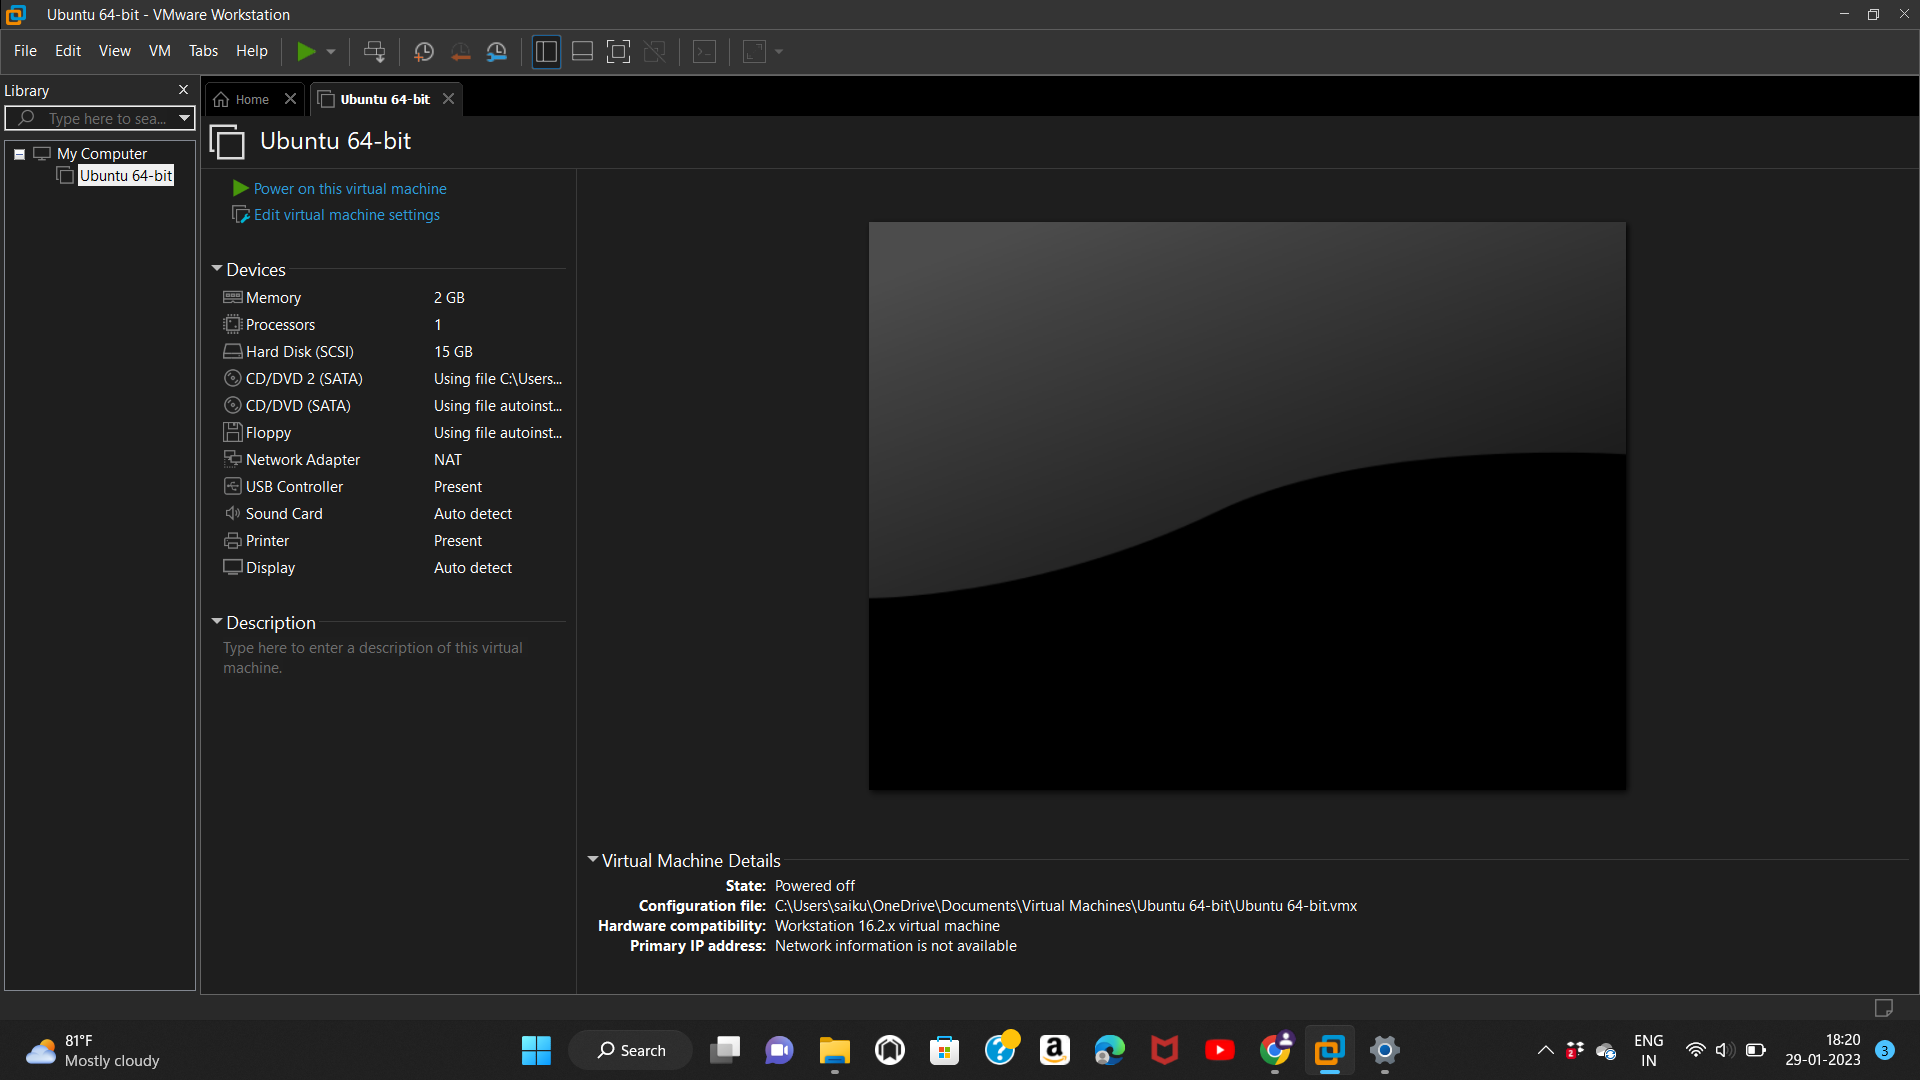 Ubuntu 64-bit - VMware Workstation
File Edit View VM Tabs Help
Library
Type here to sea...
My Computer
Ubuntu 64-bit
Home
Ubuntu 64-bit
Ubuntu 64-bit
Power on this virtual machine
Edit virtual machine settings
Devices
Memory 2 GB
Processors 1
Hard Disk (SCSI) 15 GB
CD/DVD 2 (SATA) Using file C:\Users...
CD/DVD (SATA) Using file autoinst...
Floppy Using file autoinst...
Network Adapter NAT
USB Controller Present
Sound Card Auto detect
Printer Present
Display Auto detect
Description
Type here to enter a description of this virtual
machine.
Virtual Machine Details
State: Powered off
Configuration file: C:\Users\saiku\OneDrive\Documents\Virtual Machines\Ubuntu 64-bit\Ubuntu 64-bit.vmx
Hardware compatibility: Workstation 16.2.x virtual machine
Primary IP address: Network information is not available
81°F
Mostly cloudy
Search
a
2
ENG
IN
18:20
29-01-2023
3